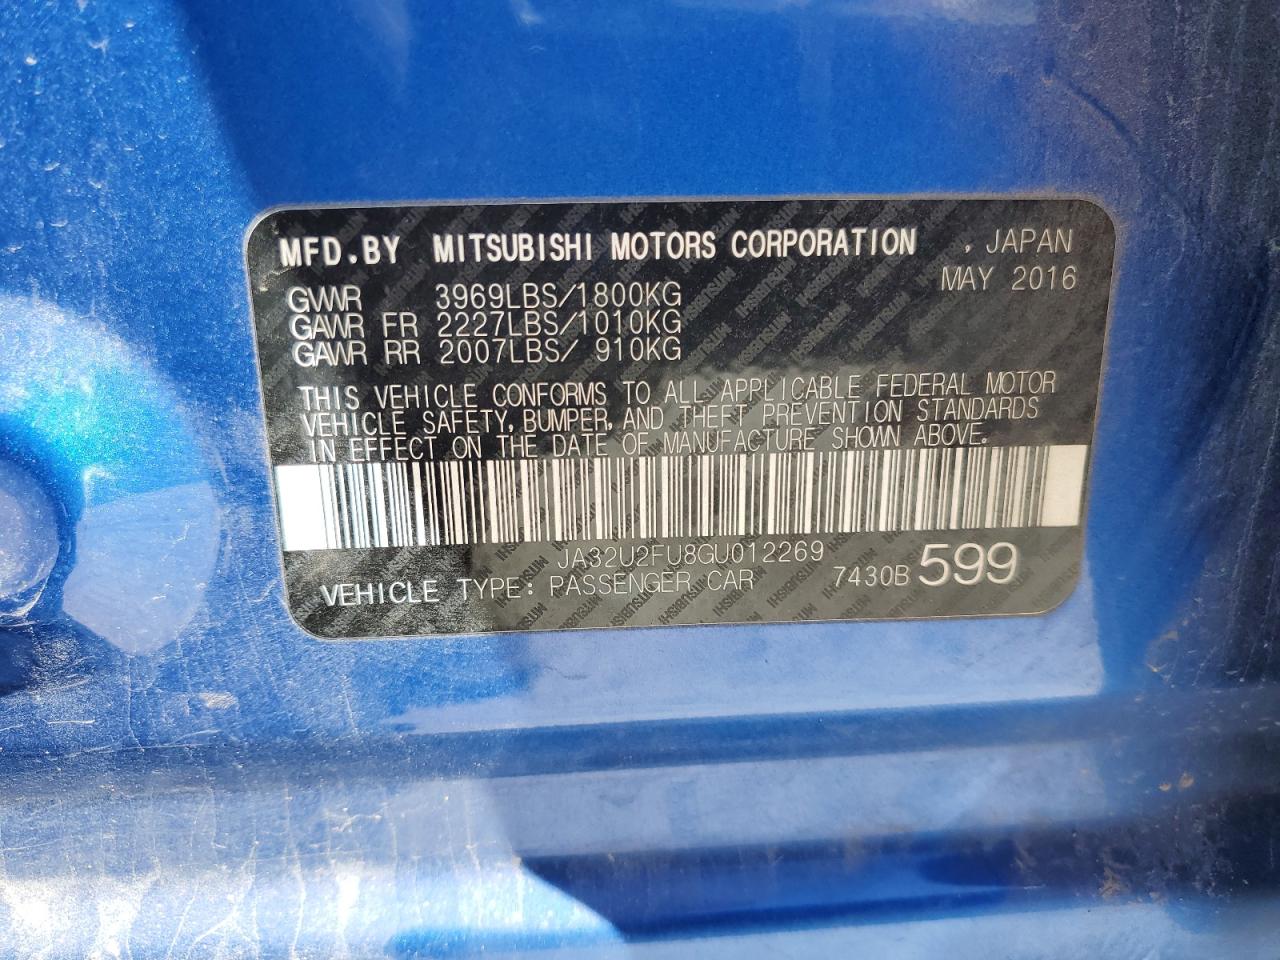 MFD.BY MITSUBISHI MOTORS CORPORATION , JAPAN
MAY 2016
GVWR 3969LBS/1800KG
GAWR FR 2227LBS/1010KG
GAWR RR 2007LBS/ 910KG
THIS VEHICLE CONFORMS TO ALL APPLICABLE FEDERAL MOTOR
VEHICLE SAFETY, BUMPER, AND THEFT PREVENTION STANDARDS
IN EFFECT ON THE DATE OF MANUFACTURE SHOWN ABOVE.
JA32U2FU8GU012269
VEHICLE TYPE: PASSENGER CAR 7430B 599